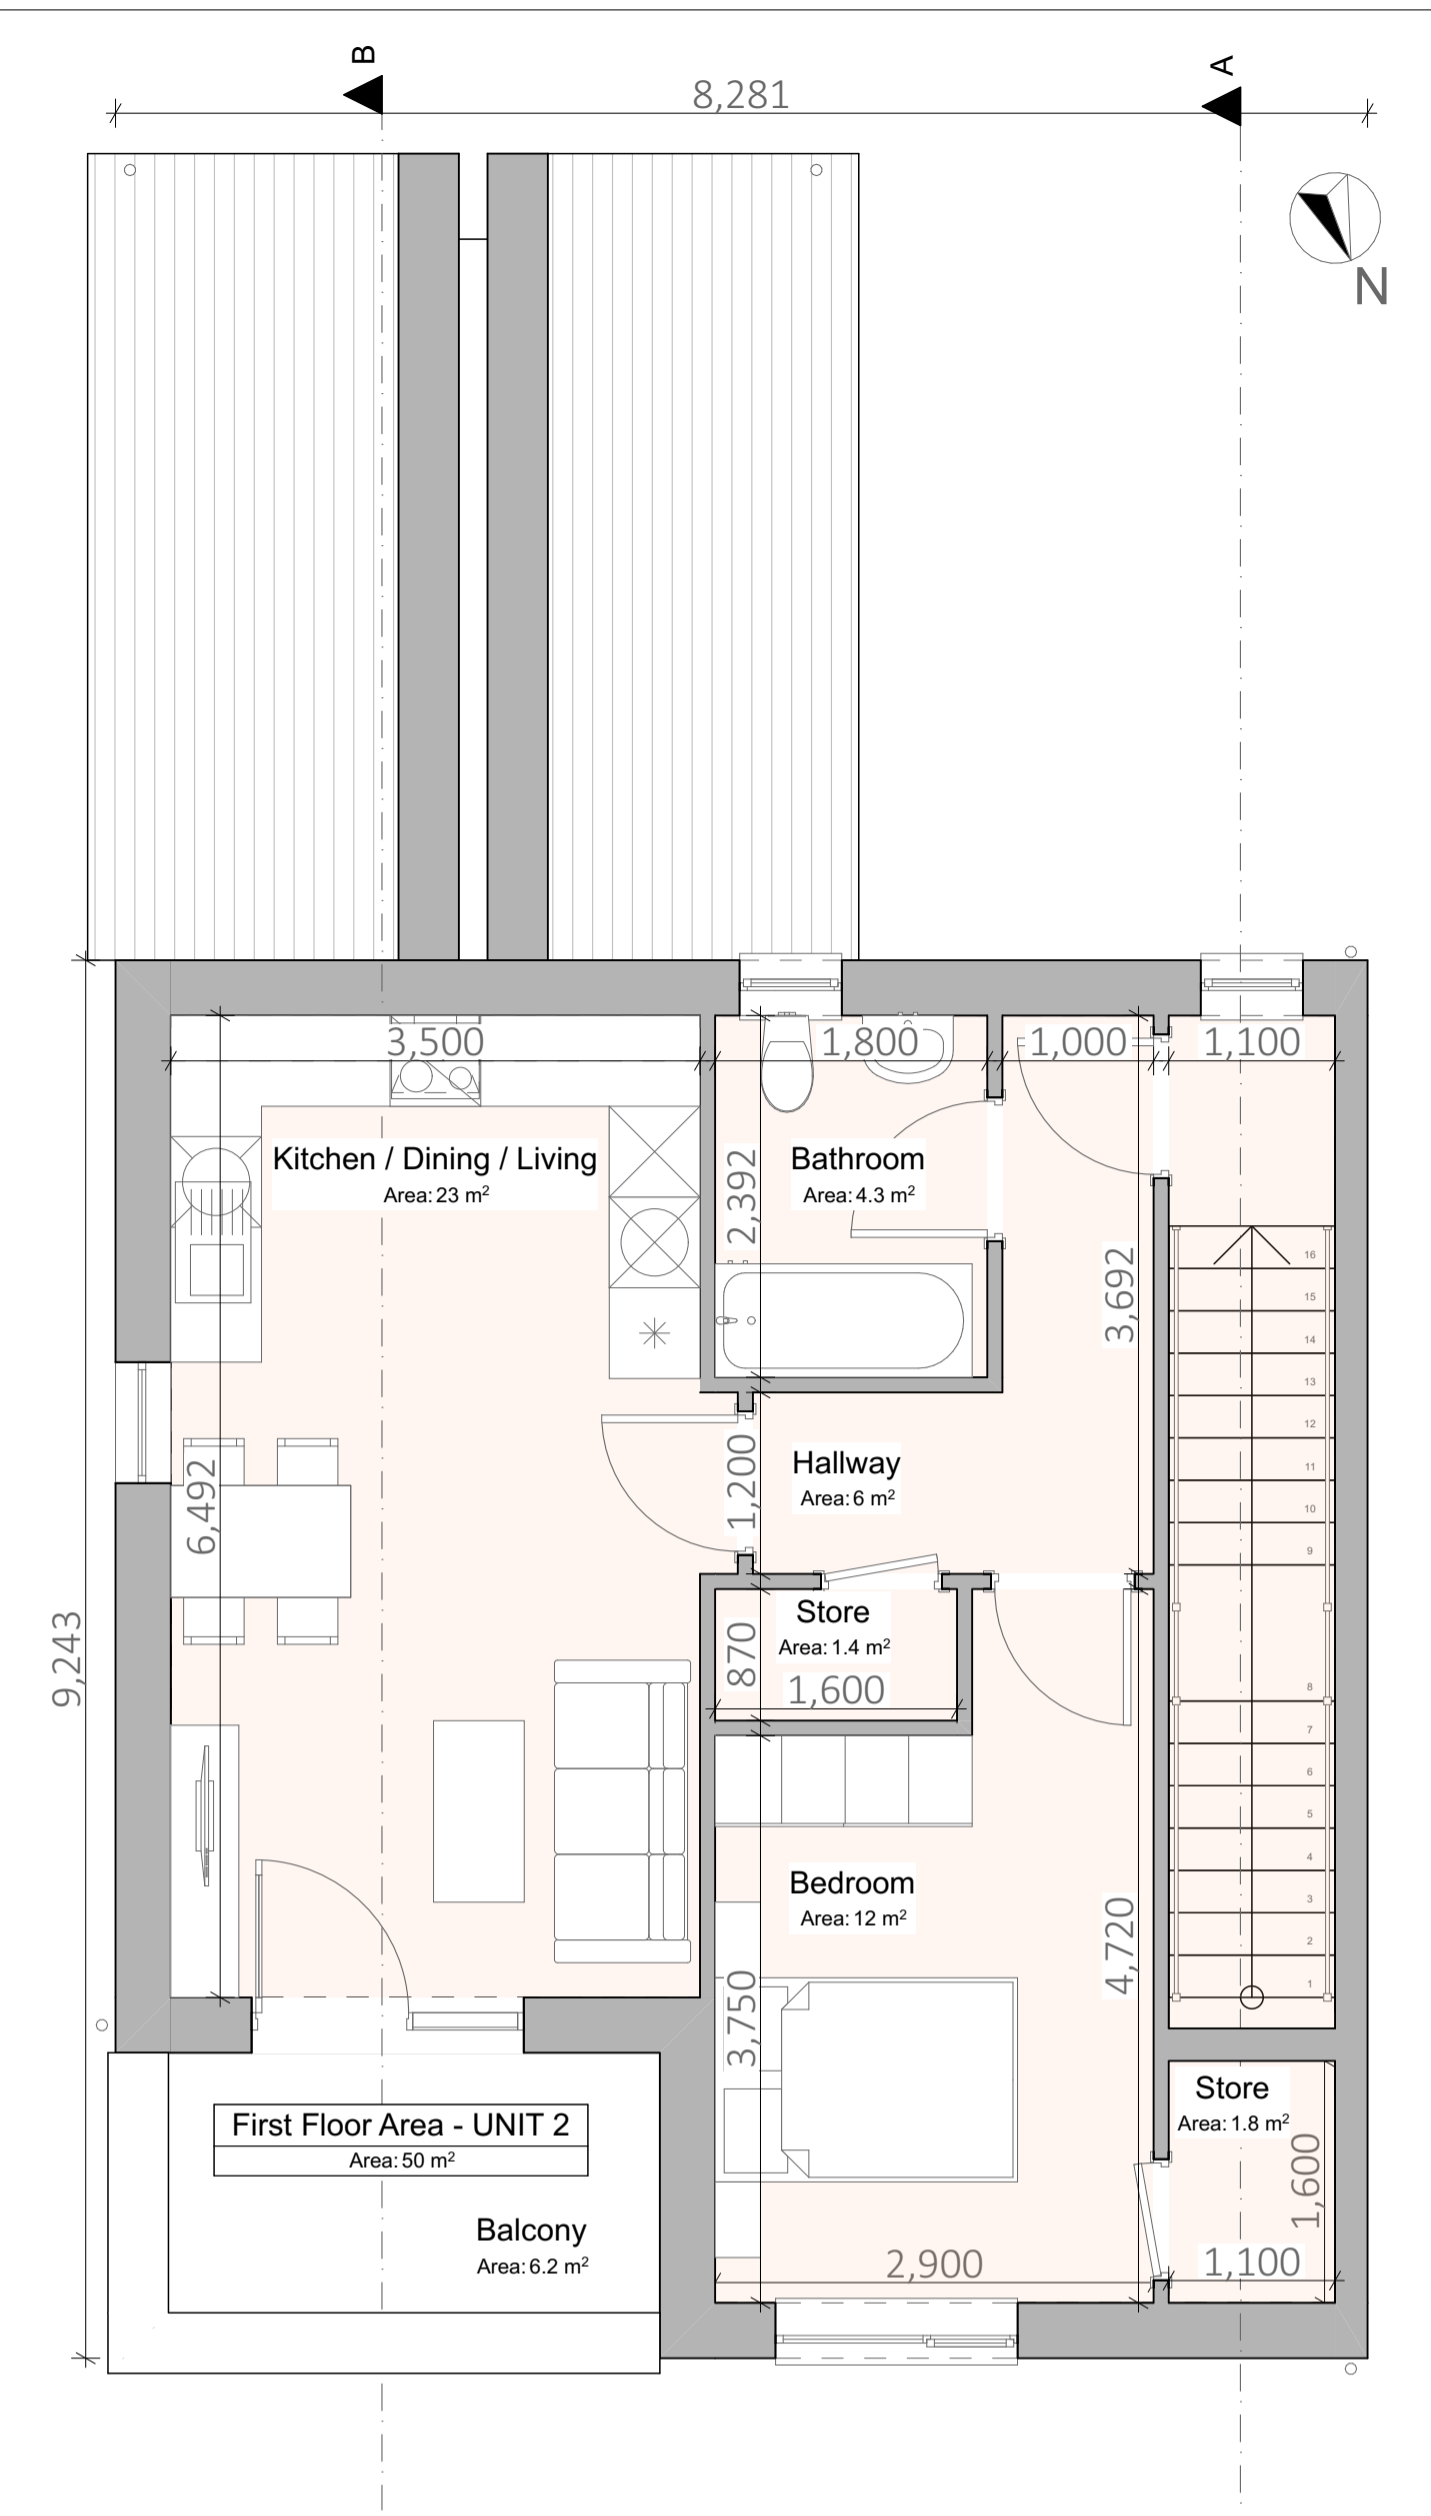 B
A
8,281
N
3,500
1,800
1,000
1,100
Kitchen / Dining / Living
Area: 23 m²
2,392
Bathroom
Area: 4.3 m²
3,692
16
15
14
13
12
11
10
9
8
7
6
5
4
3
2
1
6,492
1,200
Hallway
Area: 6 m²
9,243
870
Store
Area: 1.4 m²
1,600
Bedroom
Area: 12 m²
4,720
3,750
Store
Area: 1.8 m²
1,600
1,100
2,900
First Floor Area - UNIT 2
Area: 50 m²
Balcony
Area: 6.2 m²